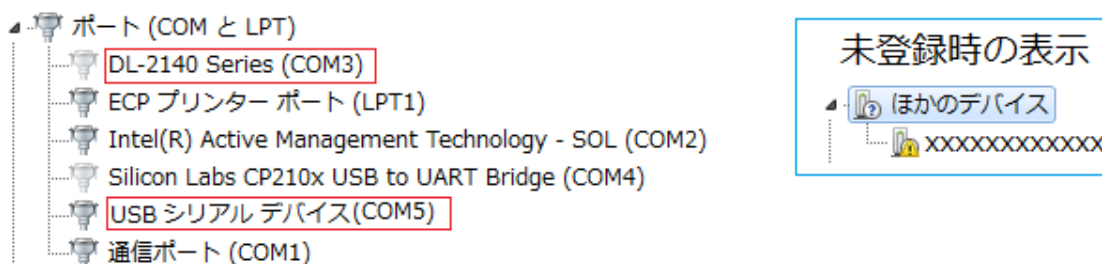 ポート (COM と LPT)
DL-2140 Series (COM3)
ECP プリンター ポート (LPT1)
Intel(R) Active Management Technology - SOL (COM2)
Silicon Labs CP210x USB to UART Bridge (COM4)
USB シリアル デバイス(COM5)
通信ポート (COM1)
未登録時の表示
ほかのデバイス
xxxxxxxxxxxxx